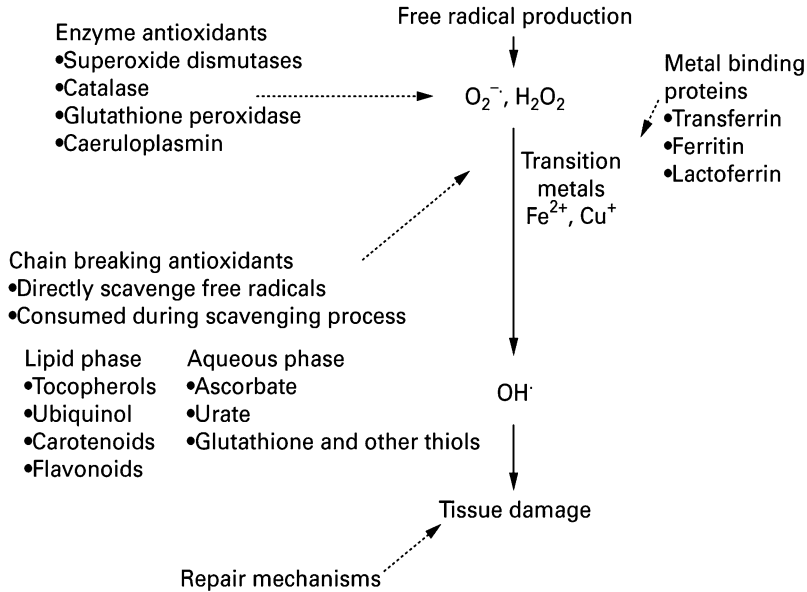 Free radical production
Enzyme antioxidants
•Superoxide dismutases
•Catalase
•Glutathione peroxidase
•Caeruloplasmin
O₂⁻·, H₂O₂
Metal binding
proteins
•Transferrin
•Ferritin
•Lactoferrin
Transition
metals
Fe²⁺, Cu⁺
Chain breaking antioxidants
•Directly scavenge free radicals
•Consumed during scavenging process
Lipid phase
•Tocopherols
•Ubiquinol
•Carotenoids
•Flavonoids
Aqueous phase
•Ascorbate
•Urate
•Glutathione and other thiols
OH·
Tissue damage
Repair mechanisms